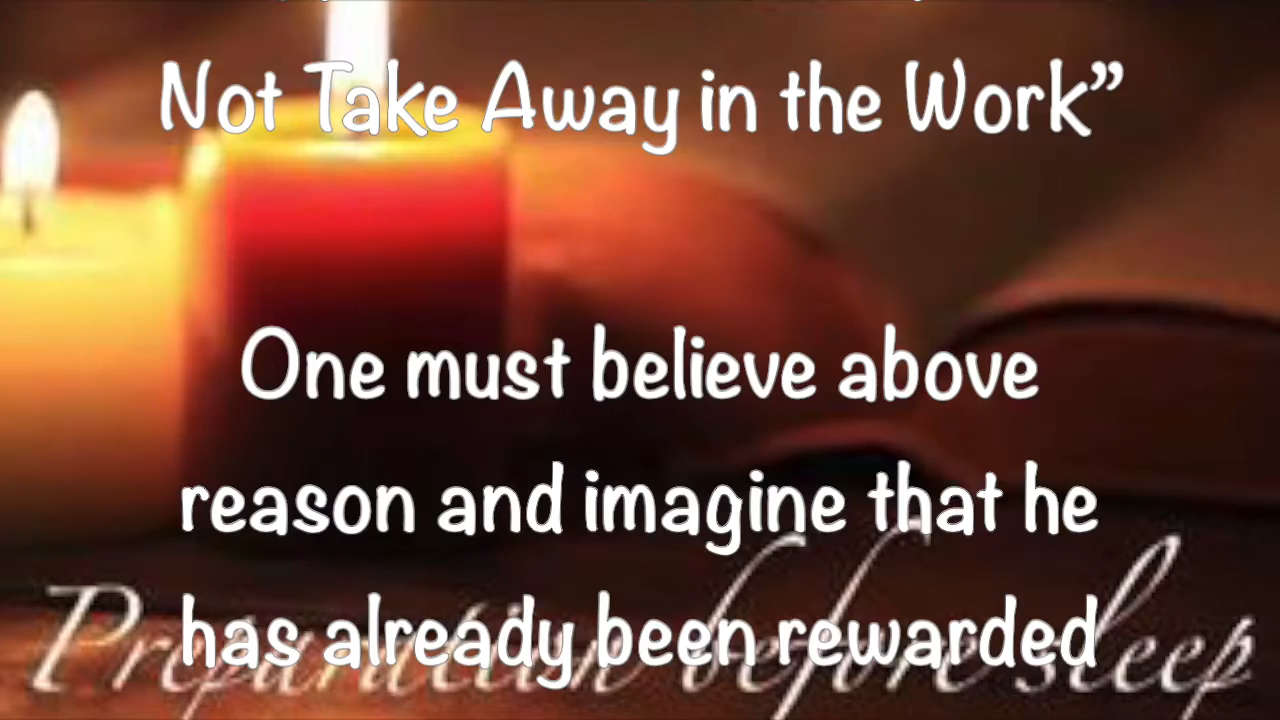 Not Take Away in the Work”
One must believe above
reason and imagine that he
has already been rewarded
Preparation before sleep